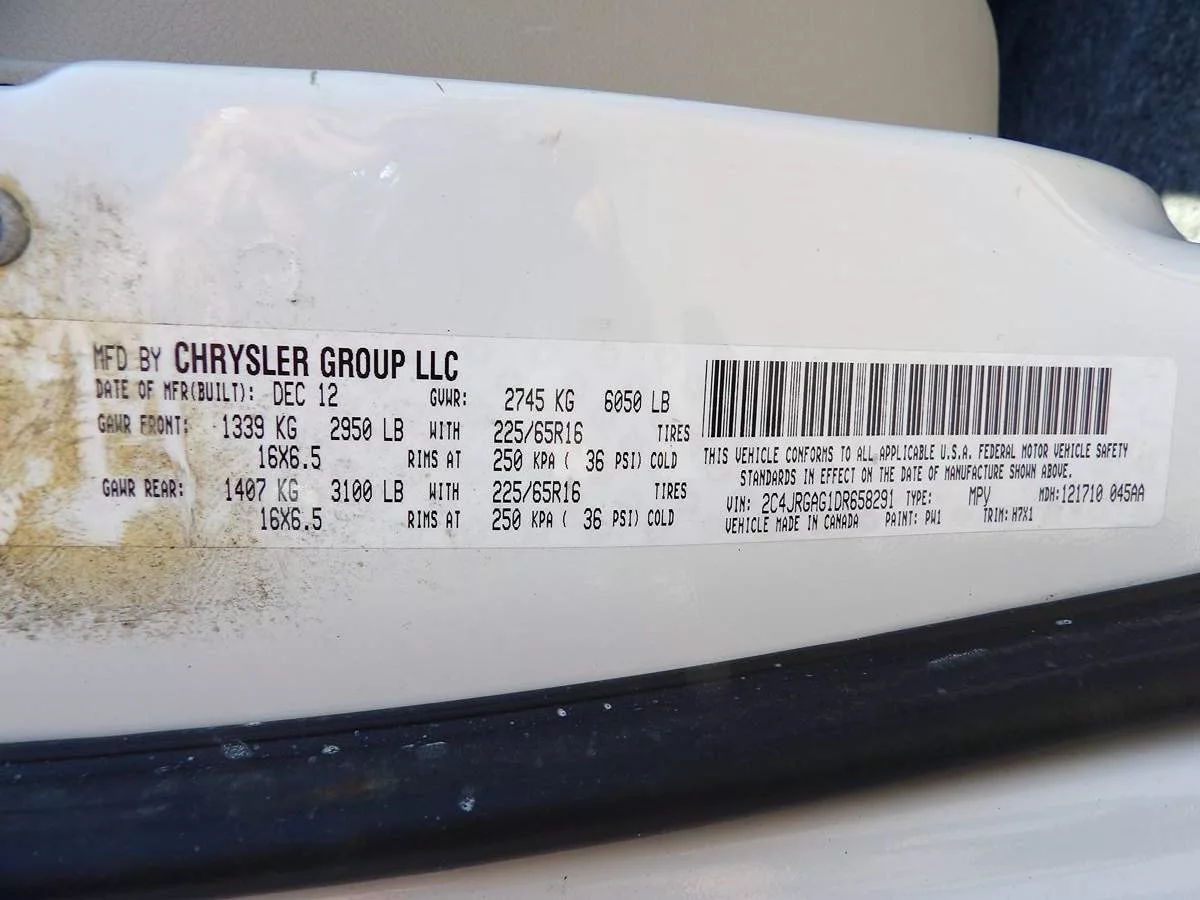 MFD BY CHRYSLER GROUP LLC
DATE OF MFR(BUILT): DEC 12 GVWR: 2745 KG 6050 LB
GAWR FRONT: 1339 KG 2950 LB WITH 225/65R16 TIRES
16X6.5 RIMS AT 250 KPA ( 36 PSI) COLD
GAWR REAR: 1407 KG 3100 LB WITH 225/65R16 TIRES
16X6.5 RIMS AT 250 KPA ( 36 PSI) COLD
THIS VEHICLE CONFORMS TO ALL APPLICABLE U.S.A. FEDERAL MOTOR VEHICLE SAFETY
STANDARDS IN EFFECT ON THE DATE OF MANUFACTURE SHOWN ABOVE.
VIN: 2C4JRGAG1DR658291 TYPE: MPV MDH:121710 045AA
VEHICLE MADE IN CANADA PAINT: PW1 TRIM: H7X1